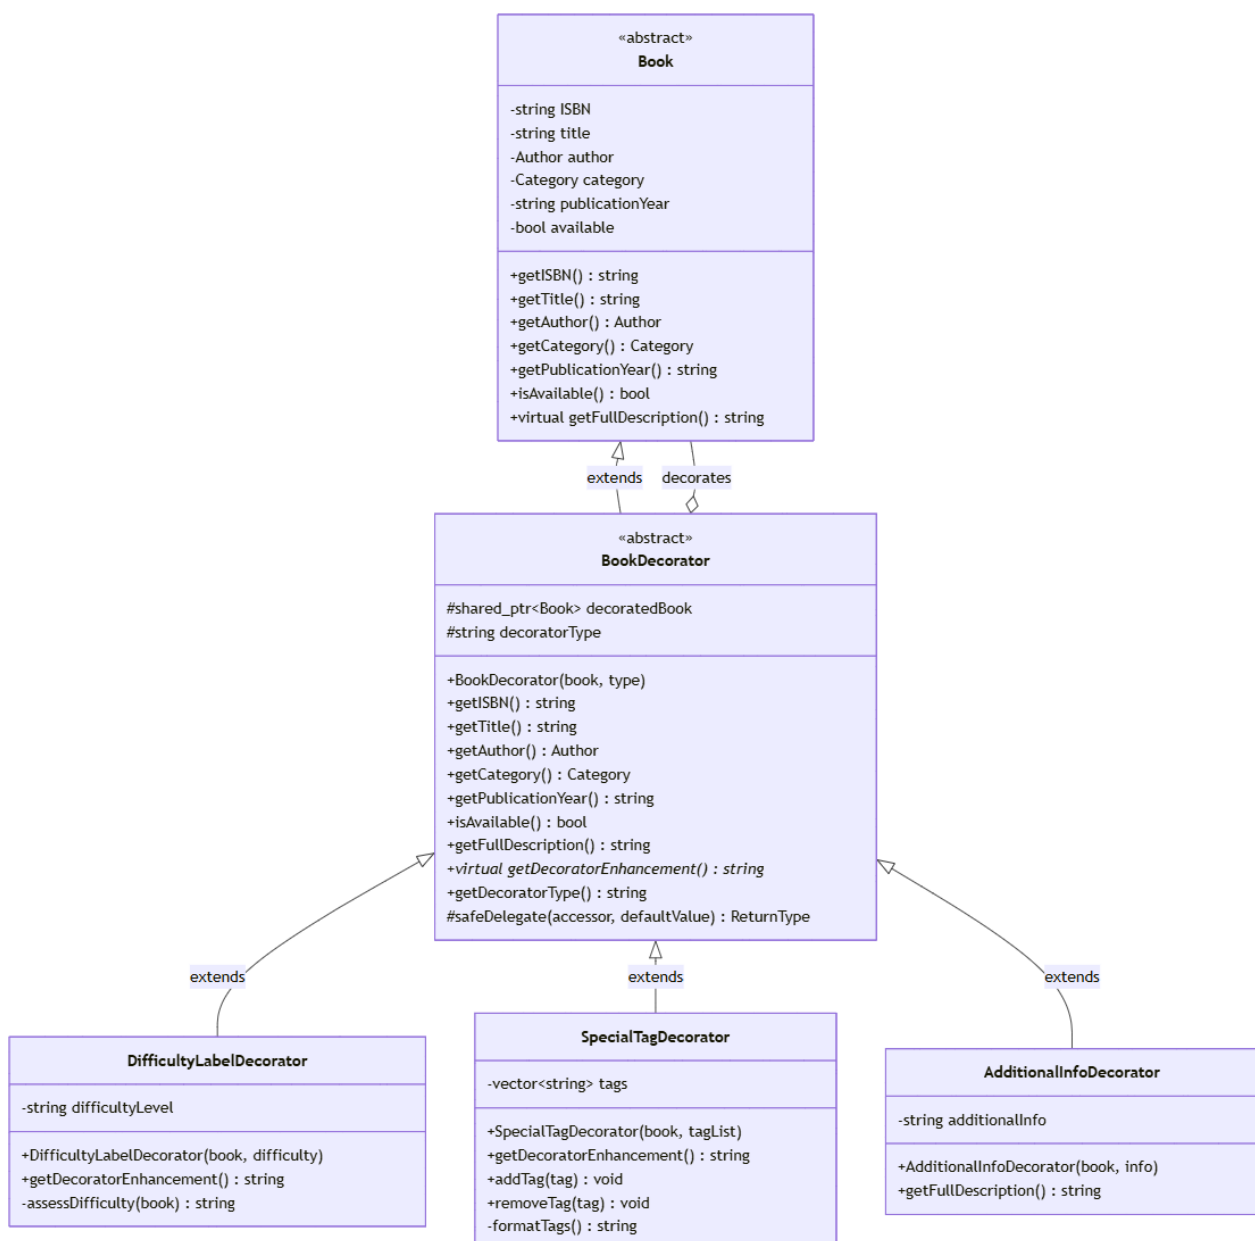 «abstract»
Book
-string ISBN
-string title
-Author author
-Category category
-string publicationYear
-bool available
+getISBN() : string
+getTitle() : string
+getAuthor() : Author
+getCategory() : Category
+getPublicationYear() : string
+isAvailable() : bool
+virtual getFullDescription() : string
extends
decorates
«abstract»
BookDecorator
#shared_ptr<Book> decoratedBook
#string decoratorType
+BookDecorator(book, type)
+getISBN() : string
+getTitle() : string
+getAuthor() : Author
+getCategory() : Category
+getPublicationYear() : string
+isAvailable() : bool
+getFullDescription() : string
+virtual getDecoratorEnhancement() : string
+getDecoratorType() : string
#safeDelegate(accessor, defaultValue) : ReturnType
extends
extends
extends
DifficultyLabelDecorator
-string difficultyLevel
+DifficultyLabelDecorator(book, difficulty)
+getDecoratorEnhancement() : string
-assessDifficulty(book) : string
SpecialTagDecorator
-vector<string> tags
+SpecialTagDecorator(book, tagList)
+getDecoratorEnhancement() : string
+addTag(tag) : void
+removeTag(tag) : void
-formatTags() : string
AdditionalInfoDecorator
-string additionalInfo
+AdditionalInfoDecorator(book, info)
+getFullDescription() : string